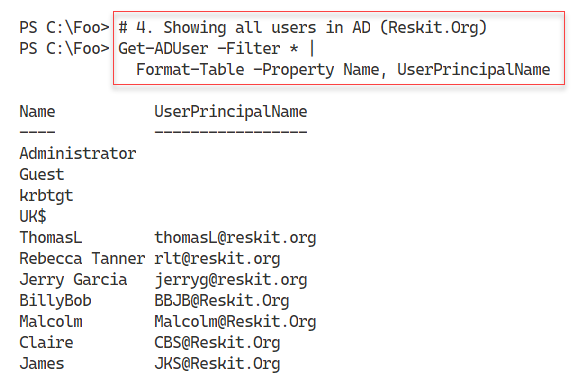 PS C:\Foo> # 4. Showing all users in AD (Reskit.Org)
PS C:\Foo> Get-ADUser -Filter * |
  Format-Table -Property Name, UserPrincipalName
Name          UserPrincipalName
----          -----------------
Administrator
Guest
krbtgt
UK$
ThomasL       thomasL@reskit.org
Rebecca Tanner rlt@reskit.org
Jerry Garcia  jerryg@reskit.org
BillyBob      BBJB@Reskit.Org
Malcolm       Malcolm@Reskit.Org
Claire        CBS@Reskit.Org
James         JKS@Reskit.Org